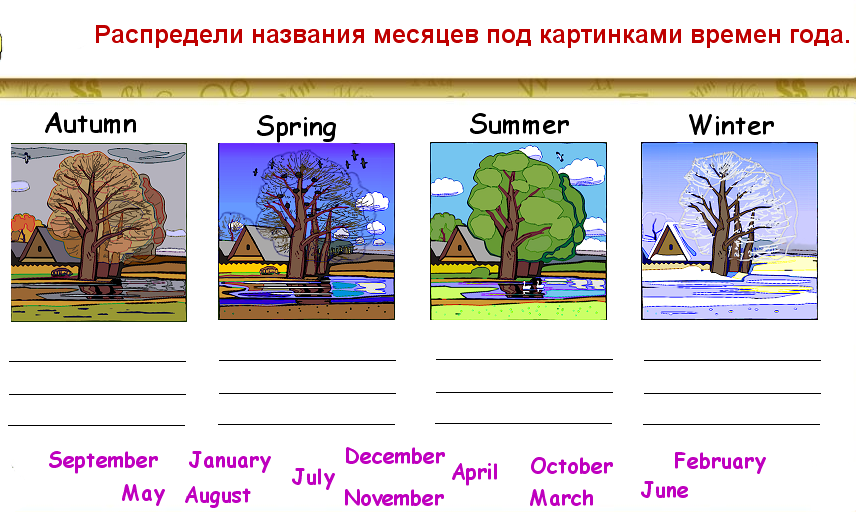 Распредели названия месяцев под картинками времен года.
Autumn Spring Summer Winter
September January July December April October February
May August November March June